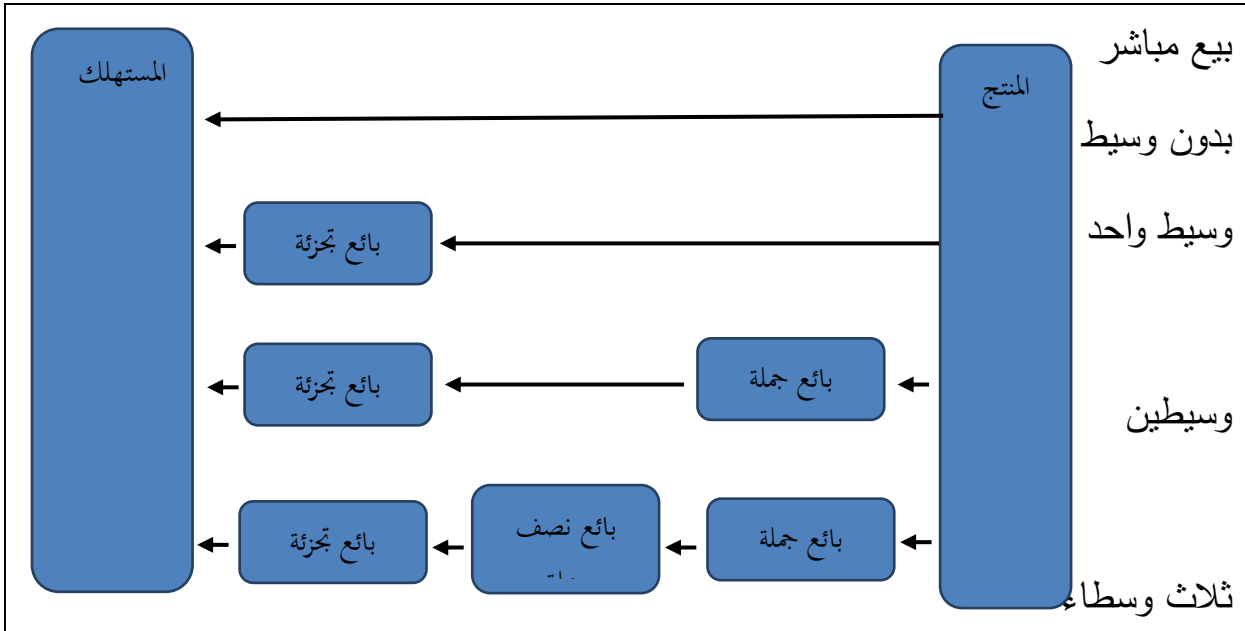 بيع مباشر
المنتج
المستهلك
بدون وسيط
وسيط واحد
بائع تجزئة
وسيطين
بائع جملة
بائع تجزئة
ثلاث وسطاء
بائع جملة
بائع نصف
بائع تجزئة